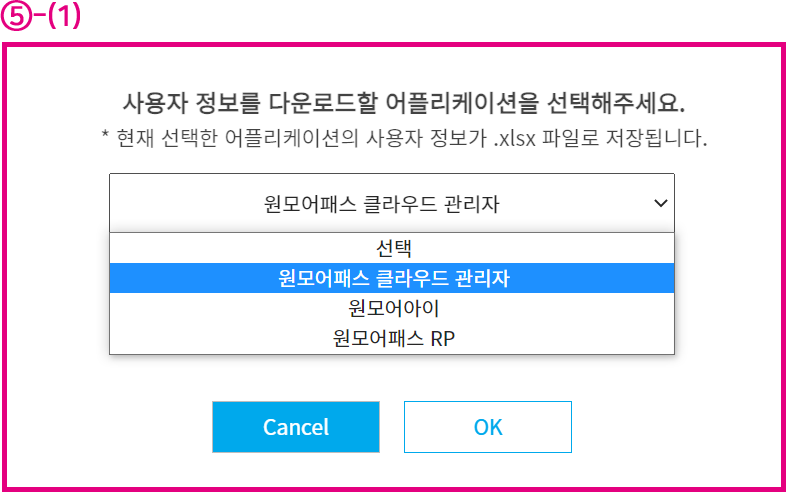 ⑤-(1)
사용자 정보를 다운로드할 어플리케이션을 선택해주세요.
* 현재 선택한 어플리케이션의 사용자 정보가 .xlsx 파일로 저장됩니다.
원모어패스 클라우드 관리자
선택
원모어패스 클라우드 관리자
원모어아이
원모어패스 RP
Cancel OK